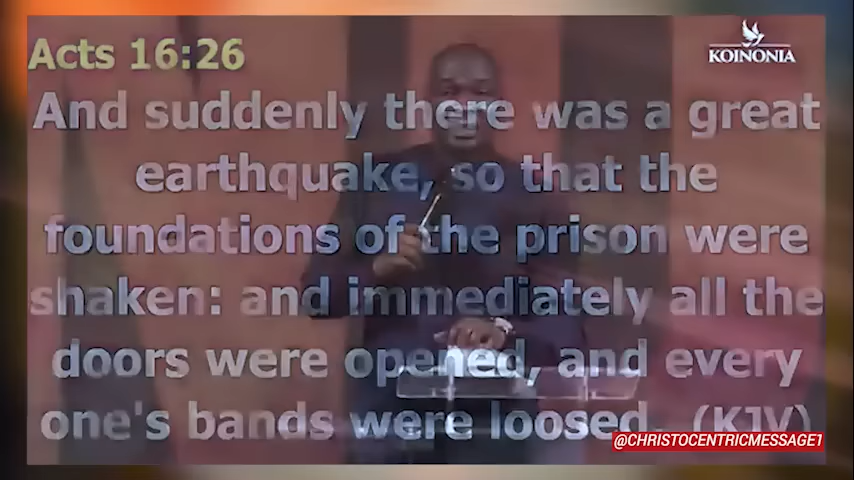 Acts 16:26
KOINONIA
And suddenly there was a great
earthquake, so that the
foundations of the prison were
shaken: and immediately all the
doors were opened, and every
one's bands were loosed. (KJV)
@CHRISTOCENTRICMESSAGE1